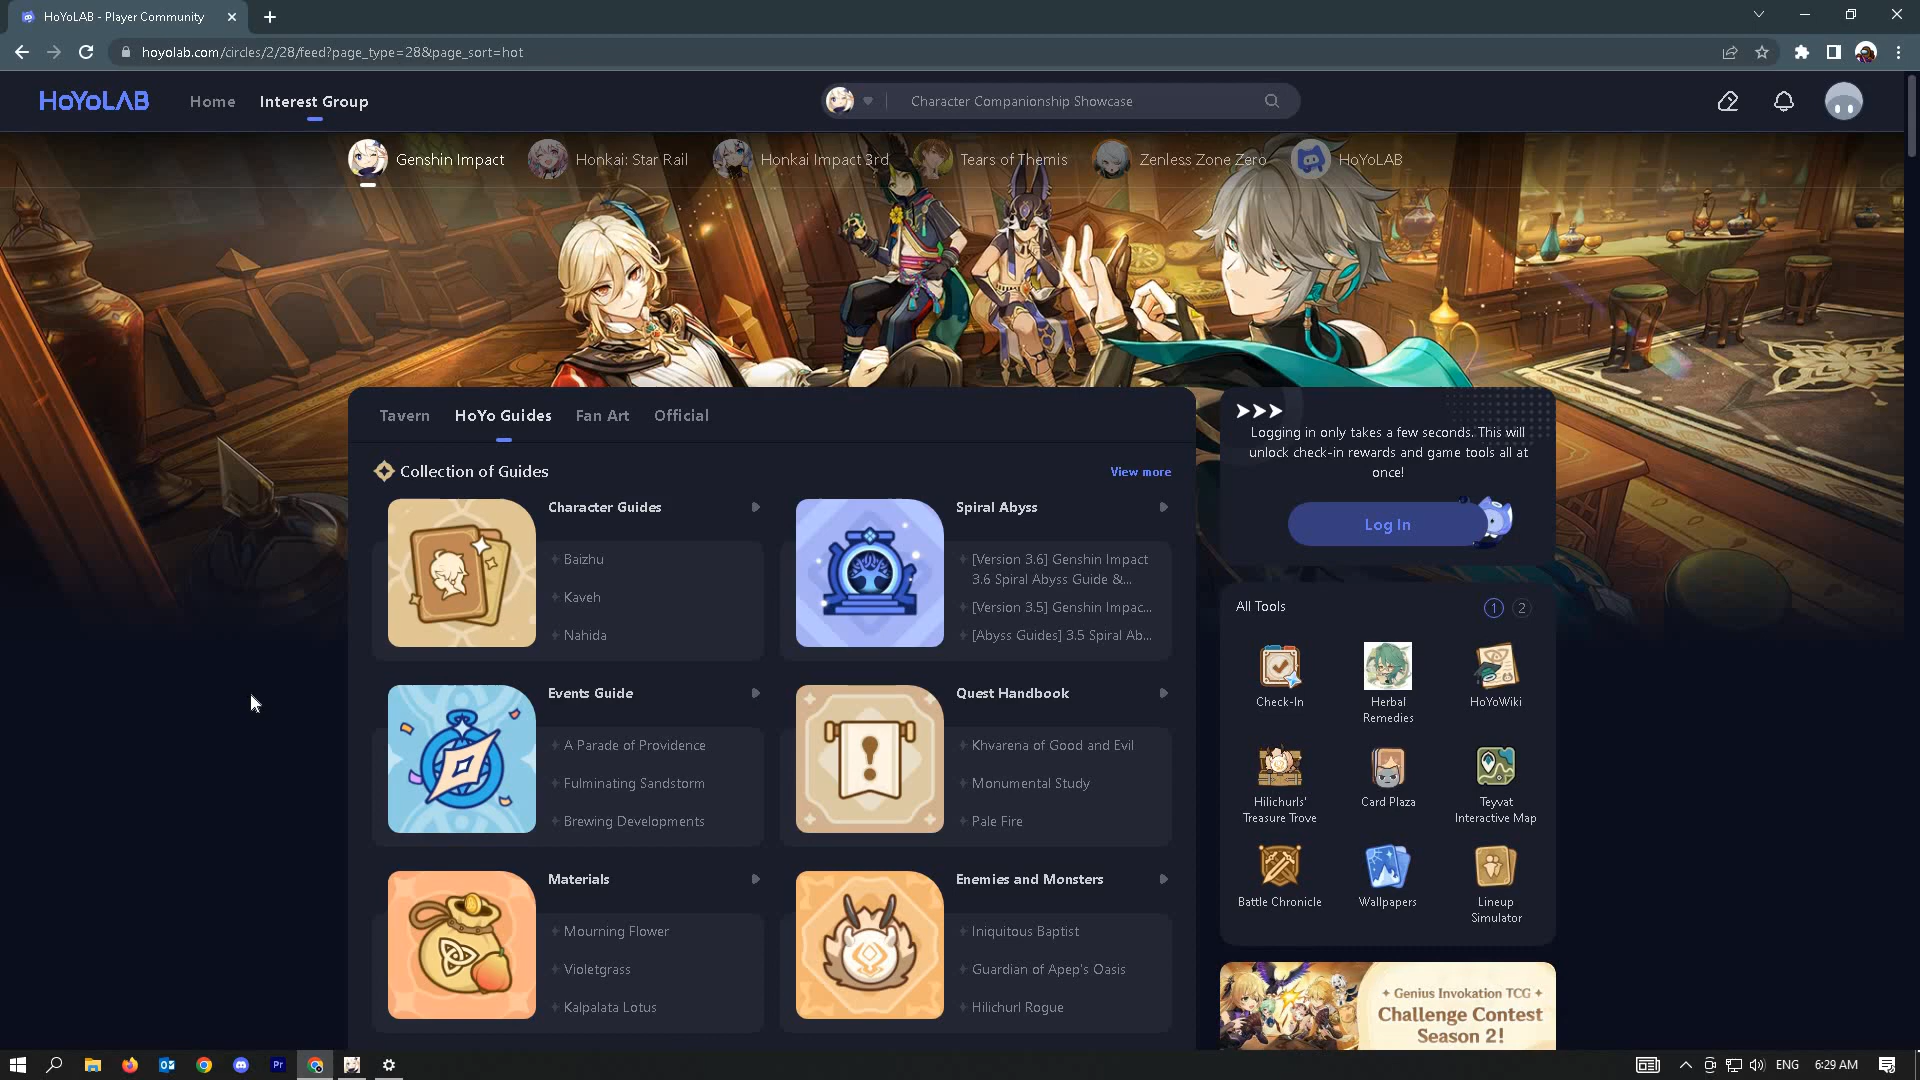 HoYoLAB - Player Community
hoyolab.com/circles/2/28/feed?page_type=28&page_sort=hot
HoYoLAB
Home
Interest Group
Character Companionship Showcase
Genshin Impact
Honkai: Star Rail
Honkai Impact 3rd
Tears of Themis
Zenless Zone Zero
HoYoLAB
Tavern
HoYo Guides
Fan Art
Official
Collection of Guides
View more
Character Guides
Baizhu
Kaveh
Nahida
Spiral Abyss
[Version 3.6] Genshin Impact
3.6 Spiral Abyss Guide &...
[Version 3.5] Genshin Impac...
[Abyss Guides] 3.5 Spiral Ab...
Events Guide
A Parade of Providence
Fulminating Sandstorm
Brewing Developments
Quest Handbook
Khvarena of Good and Evil
Monumental Study
Pale Fire
Materials
Mourning Flower
Violetgrass
Kalpalata Lotus
Enemies and Monsters
Iniquitous Baptist
Guardian of Apep's Oasis
Hilichurl Rogue
Logging in only takes a few seconds. This will
unlock check-in rewards and game tools all at
once!
Log In
All Tools
1
2
Check-In
Herbal
Remedies
HoYoWiki
Hilichurls'
Treasure Trove
Card Plaza
Teyvat
Interactive Map
Battle Chronicle
Wallpapers
Lineup
Simulator
Genius Invokation TCG
Challenge Contest
Season 2!
Pr
ENG
6:29 AM